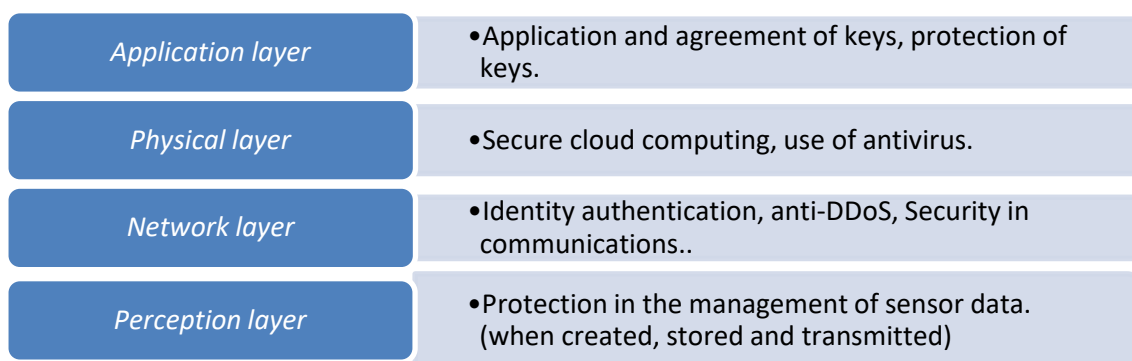 Application layer
•Application and agreement of keys, protection of
keys.
Physical layer
•Secure cloud computing, use of antivirus.
Network layer
•Identity authentication, anti-DDoS, Security in
communications..
Perception layer
•Protection in the management of sensor data.
(when created, stored and transmitted)